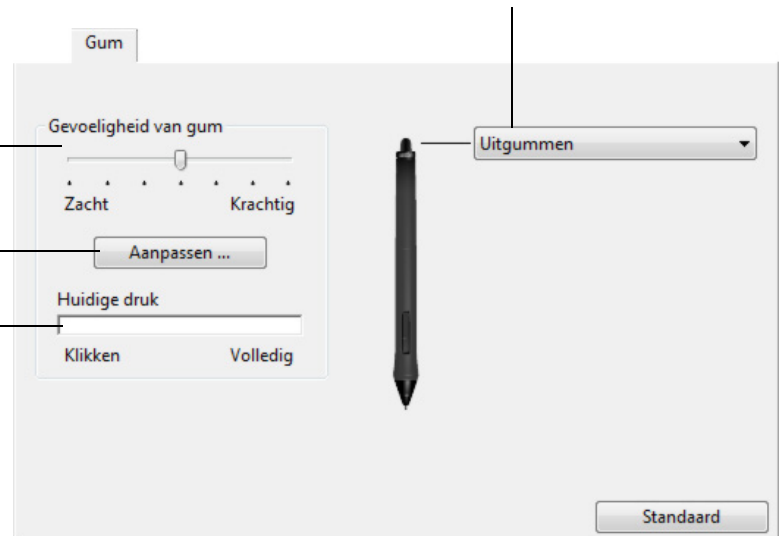 Gum
Gevoeligheid van gum
Zacht Krachtig
Aanpassen ...
Huidige druk
Klikken Volledig
Uitgummen
Standaard